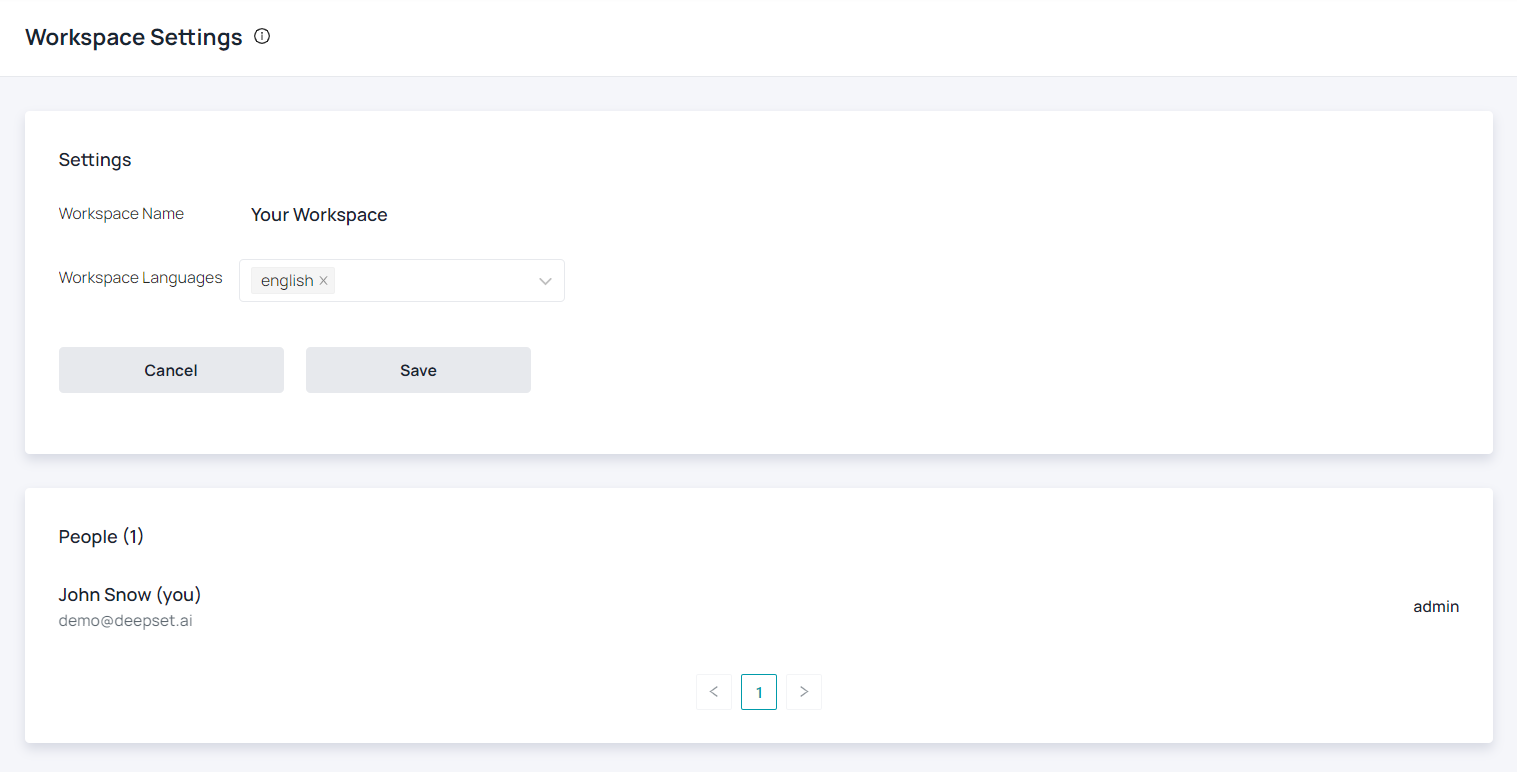 Workspace Settings
Settings
Workspace Name Your Workspace
Workspace Languages english
Cancel Save
People (1)
John Snow (you)
demo@deepset.ai
admin
< 1 >